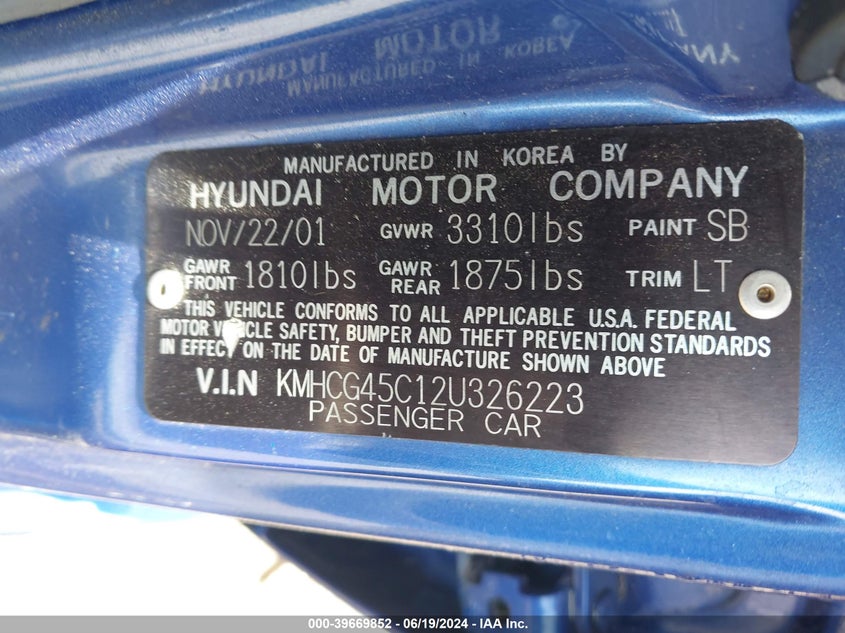 MANUFACTURED IN KOREA BY
HYUNDAI MOTOR COMPANY
NOV/22/01 GVWR 3310lbs PAINT SB
GAWR FRONT 1810lbs GAWR REAR 1875lbs TRIM LT
THIS VEHICLE CONFORMS TO ALL APPLICABLE U.S.A. FEDERAL
MOTOR VEHICLE SAFETY, BUMPER AND THEFT PREVENTION STANDARDS
IN EFFECT ON THE DATE OF MANUFACTURE SHOWN ABOVE
V.I.N KMHCG45C12U326223
PASSENGER CAR
000-39669852 / 06/19/2024 / IAA Inc.